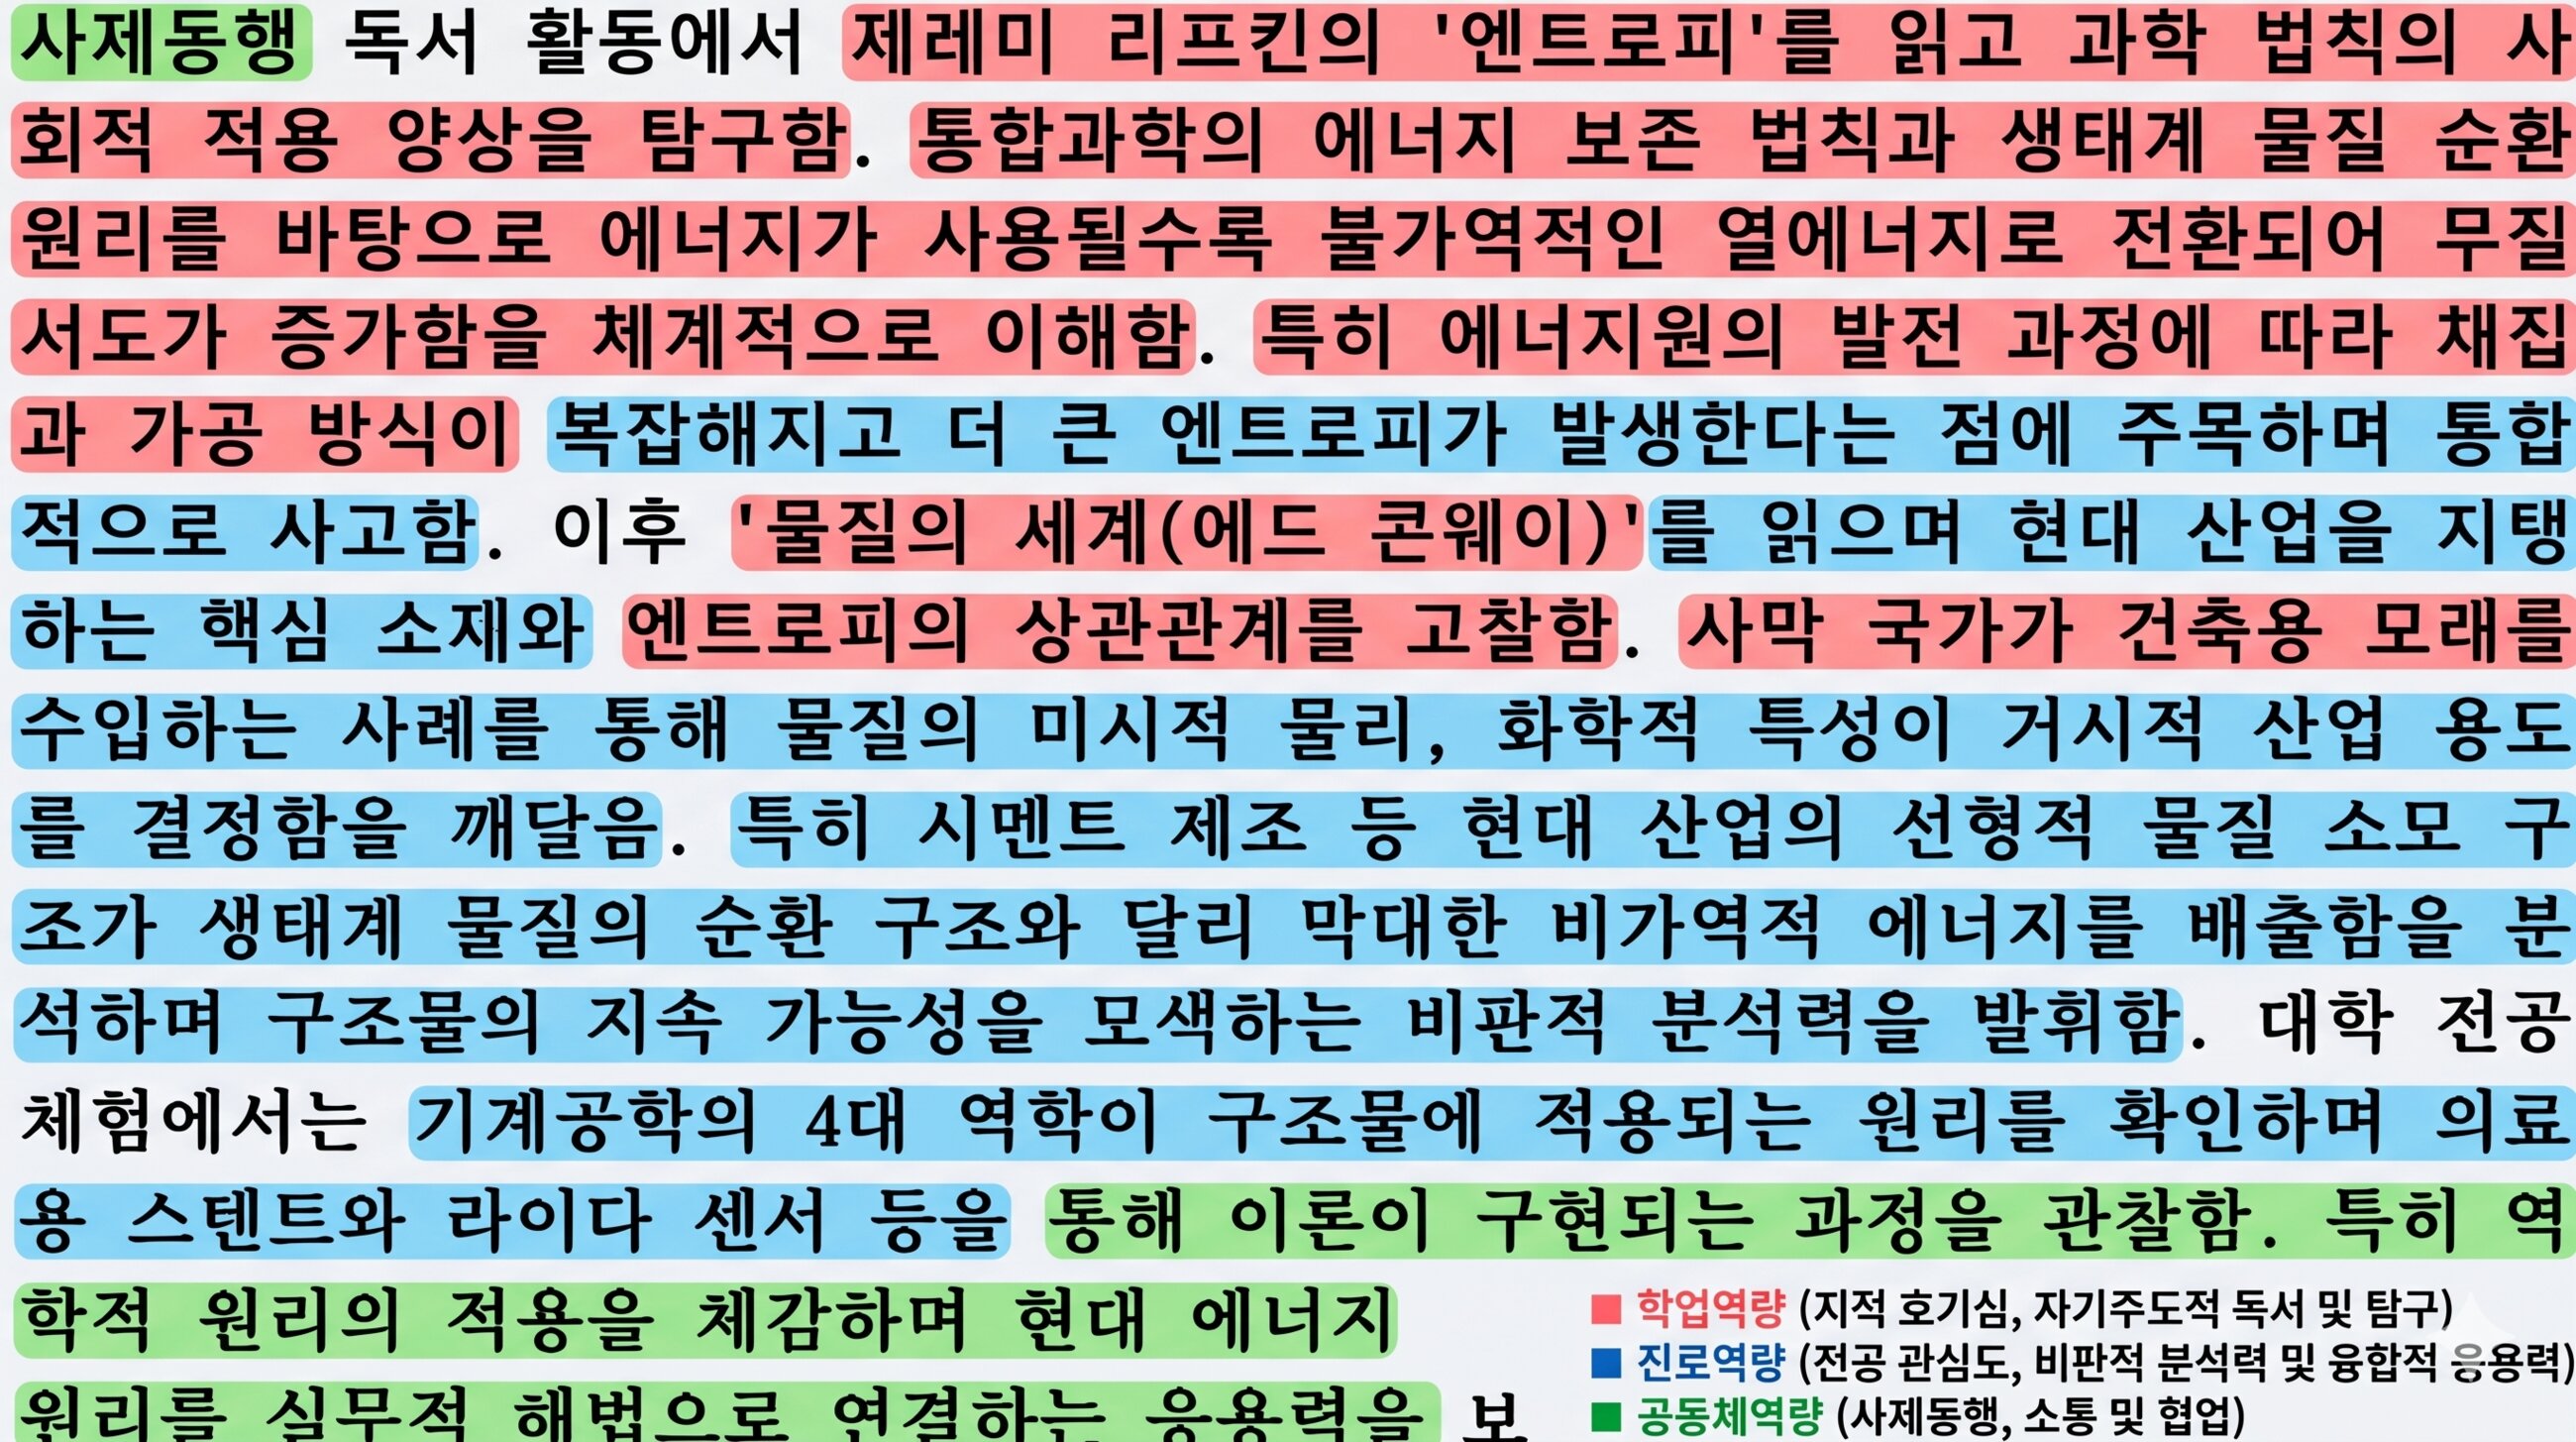 사제동행 독서 활동에서 제레미 리프킨의 '엔트로피'를 읽고 과학 법칙의 사
회적 적용 양상을 탐구함. 통합과학의 에너지 보존 법칙과 생태계 물질 순환
원리를 바탕으로 에너지가 사용될수록 불가역적인 열에너지로 전환되어 무질
서도가 증가함을 체계적으로 이해함. 특히 에너지원의 발전 과정에 따라 채집
과 가공 방식이 복잡해지고 더 큰 엔트로피가 발생한다는 점에 주목하며 통합
적으로 사고함. 이후 '물질의 세계(에드 콘웨이)'를 읽으며 현대 산업을 지탱
하는 핵심 소재와 엔트로피의 상관관계를 고찰함. 사막 국가가 건축용 모래를
수입하는 사례를 통해 물질의 미시적 물리, 화학적 특성이 거시적 산업 용도
를 결정함을 깨달음. 특히 시멘트 제조 등 현대 산업의 선형적 물질 소모 구
조가 생태계 물질의 순환 구조와 달리 막대한 비가역적 에너지를 배출함을 분
석하며 구조물의 지속 가능성을 모색하는 비판적 분석력을 발휘함. 대학 전공
체험에서는 기계공학의 4대 역학이 구조물에 적용되는 원리를 확인하며 의료
용 스텐트와 라이다 센서 등을 통해 이론이 구현되는 과정을 관찰함. 특히 역
학적 원리의 적용을 체감하며 현대 에너지
원리를 실무적 해법으로 연결하는 응용력을 보
학업역량 (지적 호기심, 자기주도적 독서 및 탐구)
진로역량 (전공 관심도, 비판적 분석력 및 융합적 응용력)
공동체역량 (사제동행, 소통 및 협업)